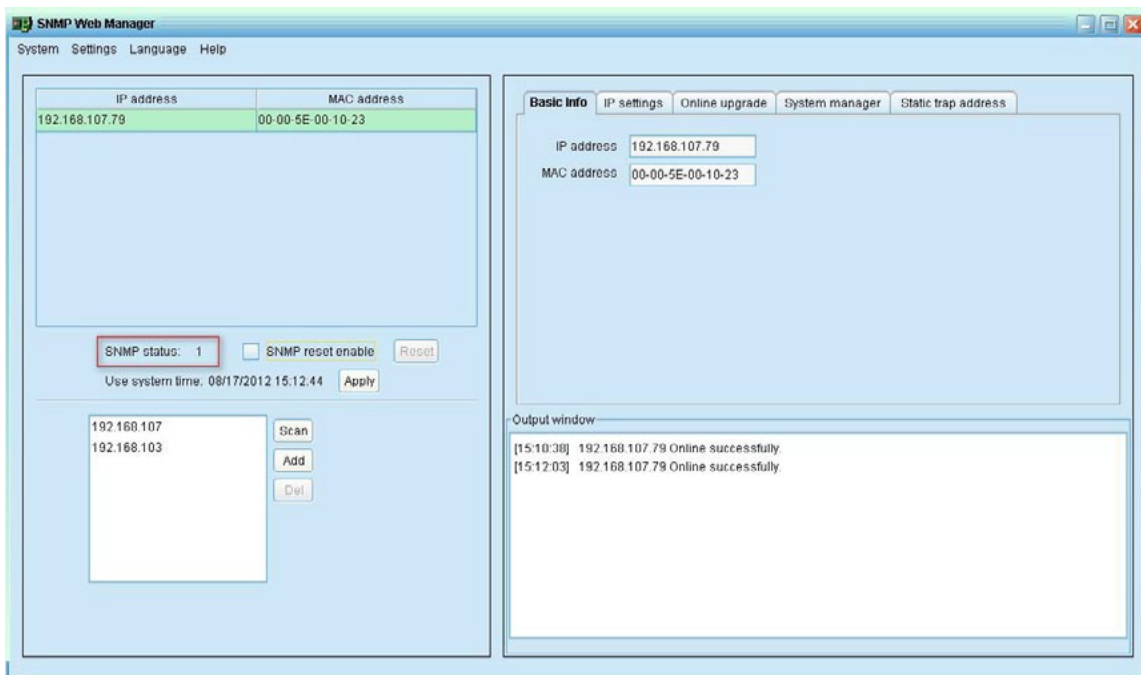 SNMP Web Manager
System Settings Language Help
IP address MAC address
192.168.107.79 00-00-5E-00-10-23
SNMP status: 1 SNMP reset enable Reset
Use system time: 08/17/2012 15:12:44 Apply
192.168.107
192.168.103
Scan
Add
Del
Basic Info IP settings Online upgrade System manager Static trap address
IP address 192.168.107.79
MAC address 00-00-5E-00-10-23
Output window
[15:10:38] 192.168.107.79 Online successfully.
[15:12:03] 192.168.107.79 Online successfully.